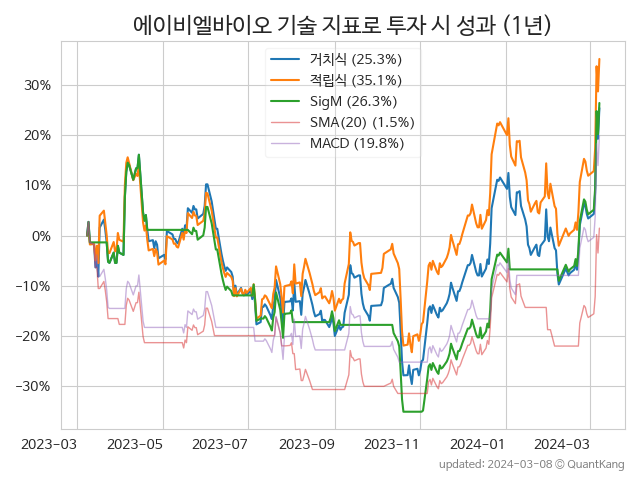 에이비엘바이오 기술 지표로 투자 시 성과 (1년)
거치식 (25.3%)
적립식 (35.1%)
SigM (26.3%)
SMA(20) (1.5%)
MACD (19.8%)
30%
20%
10%
0%
−10%
−20%
−30%
2023−03
2023−05
2023−07
2023−09
2023−11
2024−01
2024−03
updated: 2024−03−08 ⓒ QuantKang